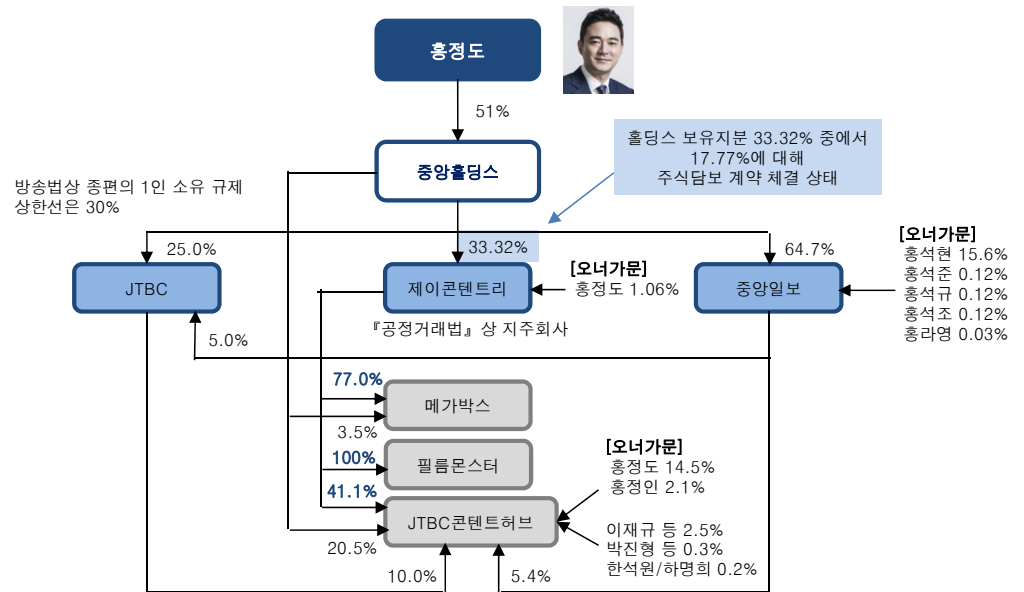 홍정도
51%
홀딩스 보유지분 33.32% 중에서
17.77%에 대해
주식담보 계약 체결 상태
중앙홀딩스
방송법상 종편의 1인 소유 규제
상한선은 30%
25.0%
33.32%
64.7%
[오너가문]
홍석현 15.6%
홍석준 0.12%
홍석규 0.12%
홍석조 0.12%
홍라영 0.03%
JTBC
제이콘텐트리
[오너가문]
홍정도 1.06%
중앙일보
『공정거래법』상 지주회사
5.0%
77.0%
메가박스
3.5%
100%
필름몬스터
[오너가문]
홍정도 14.5%
홍정인 2.1%
41.1%
JTBC콘텐트허브
20.5%
이재규 등 2.5%
박진형 등 0.3%
한석원/하명희 0.2%
10.0%
5.4%